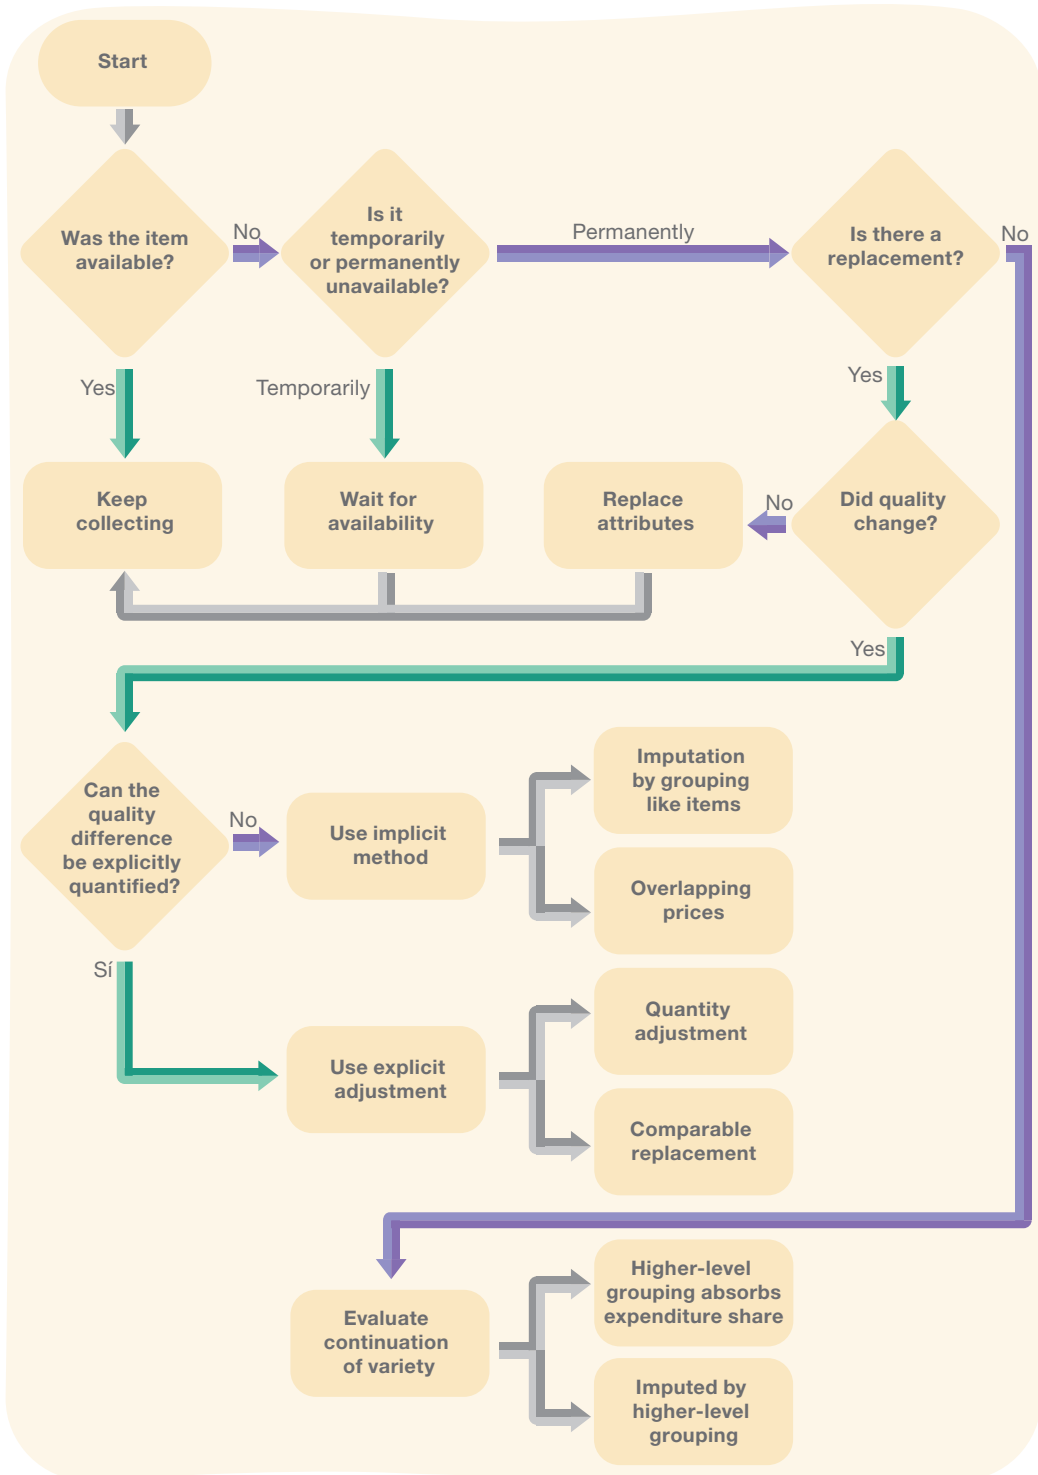 Start
Was the item
available?
No
Is it
temporarily
or permanently
unavailable?
Permanently
Is there a
replacement?
No
Yes
Temporarily
Yes
Keep
collecting
Wait for
availability
Replace
attributes
No
Did quality
change?
Yes
Can the
quality
difference
be explicitly
quantified?
No
Use implicit
method
Imputation
by grouping
like items
Overlapping
prices
Sí
Use explicit
adjustment
Quantity
adjustment
Comparable
replacement
Evaluate
continuation
of variety
Higher-level
grouping absorbs
expenditure share
Imputed by
higher-level
grouping